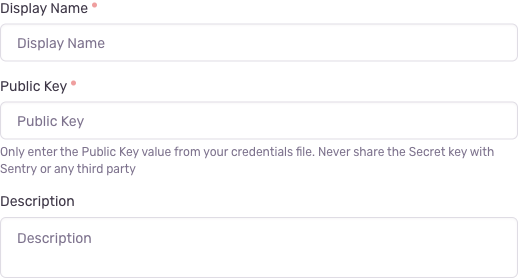 Display Name *
Display Name
Public Key *
Public Key
Only enter the Public Key value from your credentials file. Never share the Secret key with
Sentry or any third party
Description
Description